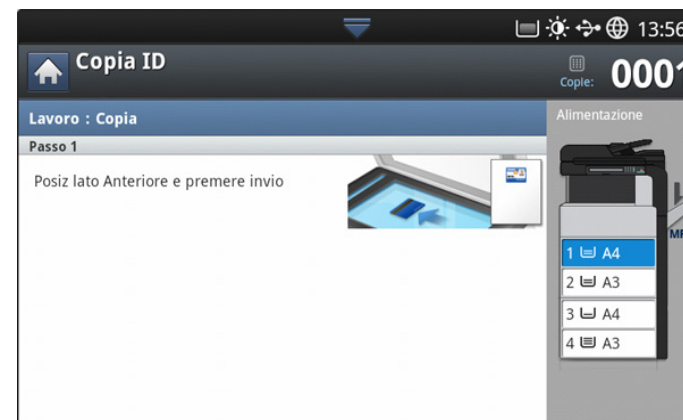 13:56
Copia ID
Copie:
0001
Lavoro : Copia
Alimentazione
Passo 1
Posiz lato Anteriore e premere invio
1 A4
2 A3
3 A4
4 A3